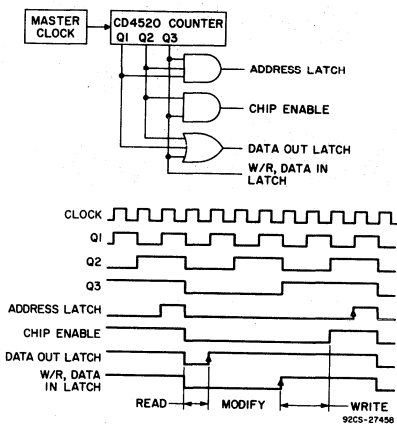 MASTER
CLOCK
CD4520 COUNTER
Q1 Q2 Q3
ADDRESS LATCH
CHIP ENABLE
DATA OUT LATCH
W/R, DATA IN
LATCH
CLOCK
Q1
Q2
Q3
ADDRESS LATCH
CHIP ENABLE
DATA OUT LATCH
W/R, DATA
IN LATCH
READ MODIFY WRITE
92CS-27458